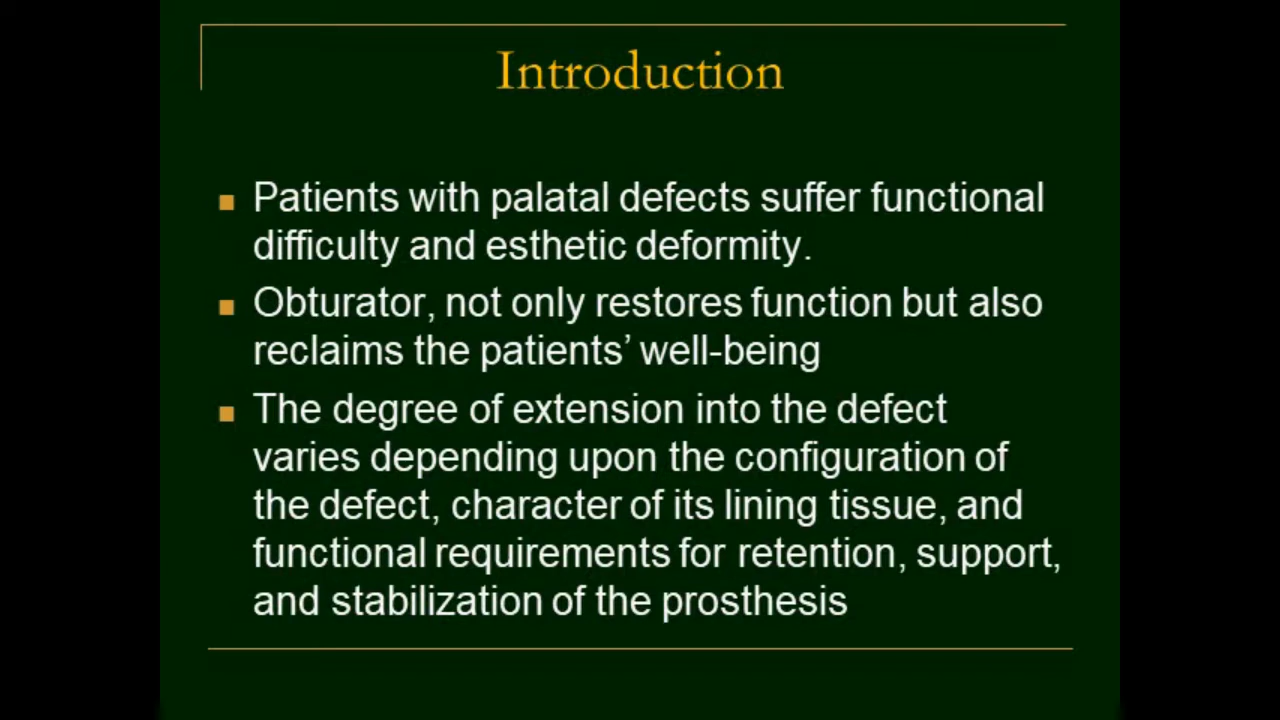 Introduction
Patients with palatal defects suffer functional
difficulty and esthetic deformity.
Obturator, not only restores function but also
reclaims the patients’ well-being
The degree of extension into the defect
varies depending upon the configuration of
the defect, character of its lining tissue, and
functional requirements for retention, support,
and stabilization of the prosthesis